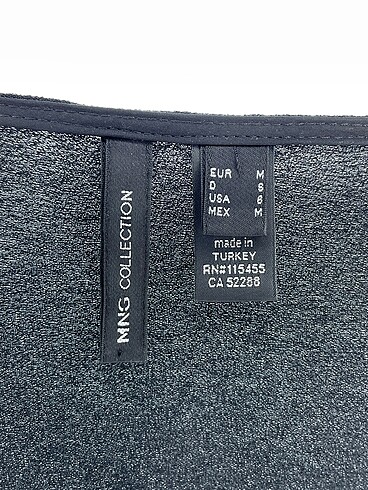 MNG COLLECTION
EUR M
D S
USA 6
MEX M
made in
TURKEY
RN#115455
CA 52288